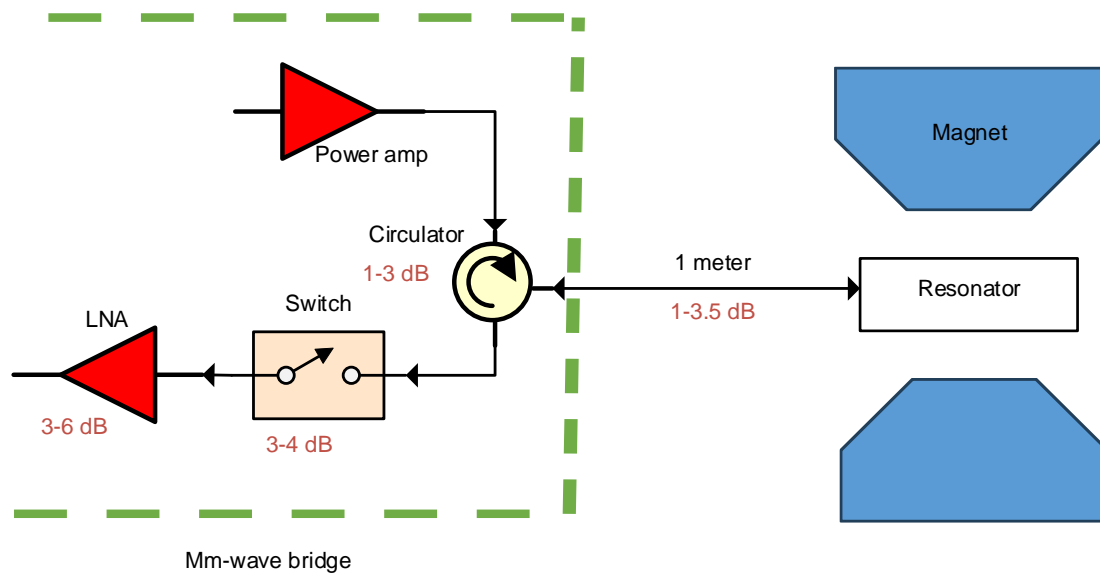 Power amp
Magnet
Circulator
1-3 dB
1 meter
1-3.5 dB
Resonator
Switch
LNA
3-6 dB
3-4 dB
Mm-wave bridge